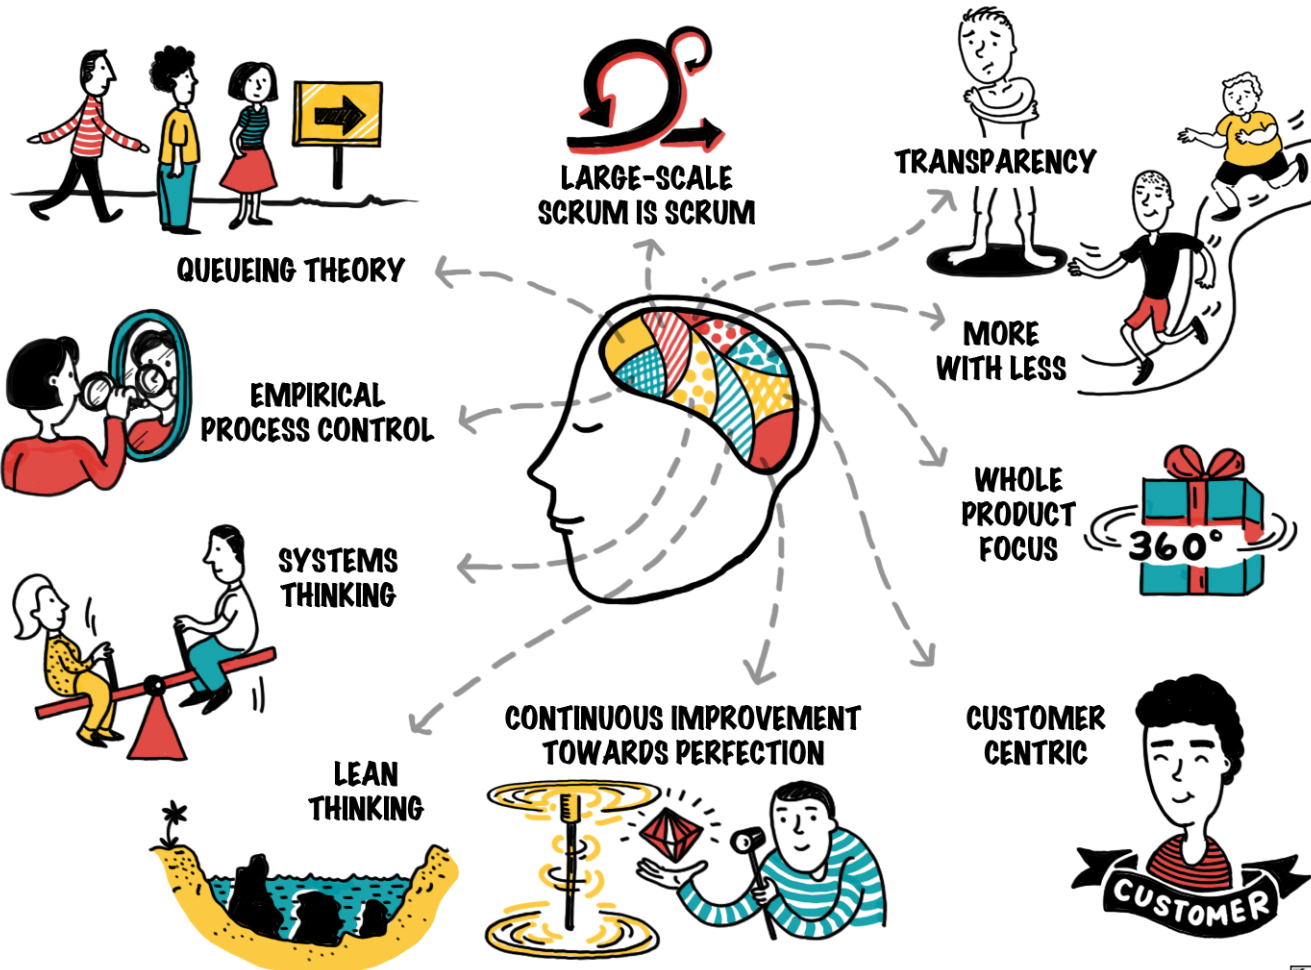 LARGE-SCALE
SCRUM IS SCRUM
TRANSPARENCY
QUEUEING THEORY
MORE
WITH LESS
EMPIRICAL
PROCESS CONTROL
WHOLE
PRODUCT
FOCUS
360°
SYSTEMS
THINKING
CONTINUOUS IMPROVEMENT
TOWARDS PERFECTION
CUSTOMER
CENTRIC
LEAN
THINKING
CUSTOMER